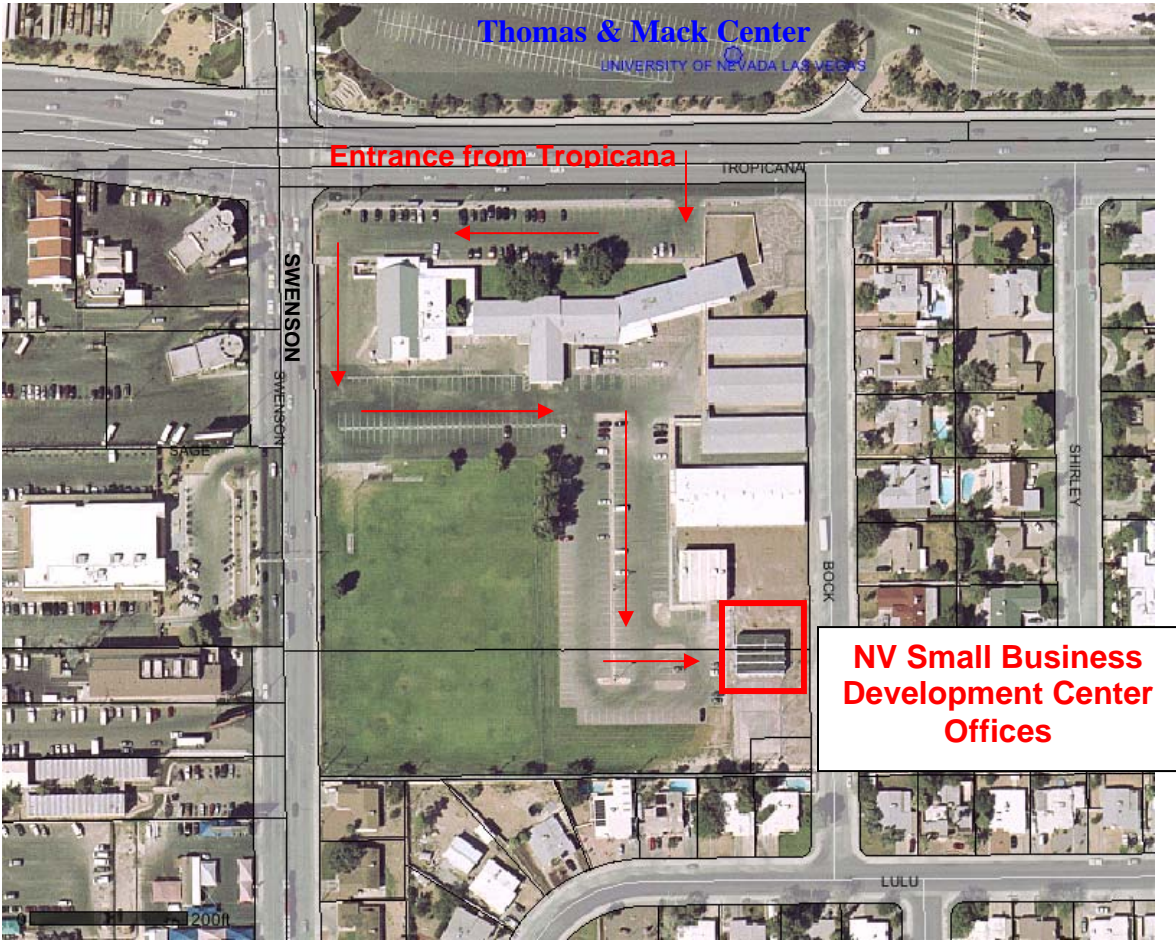 Thomas & Mack Center
UNIVERSITY OF NEVADA LAS VEGAS
Entrance from Tropicana
TROPICANA
SWENSON
SWENSON
SAGE
SHIRLEY
BOCK
NV Small Business
Development Center
Offices
LULU
0 200ft